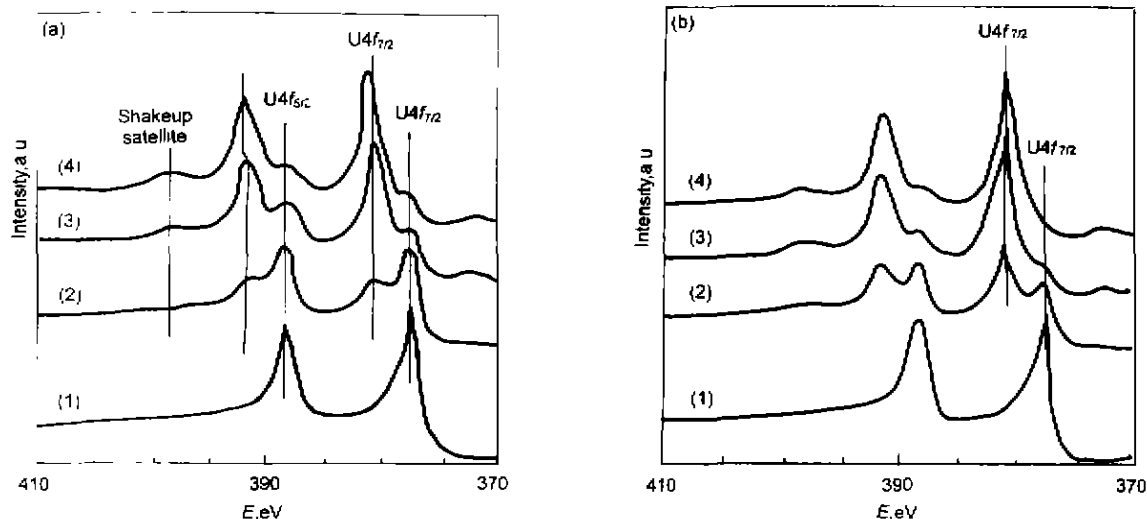 (a)
U4f7/2
U4f5/2
U4f7/2
Shakeup
satellite
(4)
(3)
(2)
(1)
Intensity,a u
410
390
370
E,eV
(b)
U4f7/2
U4f7/2
(4)
(3)
(2)
(1)
Intensity,a u
410
390
370
E,eV